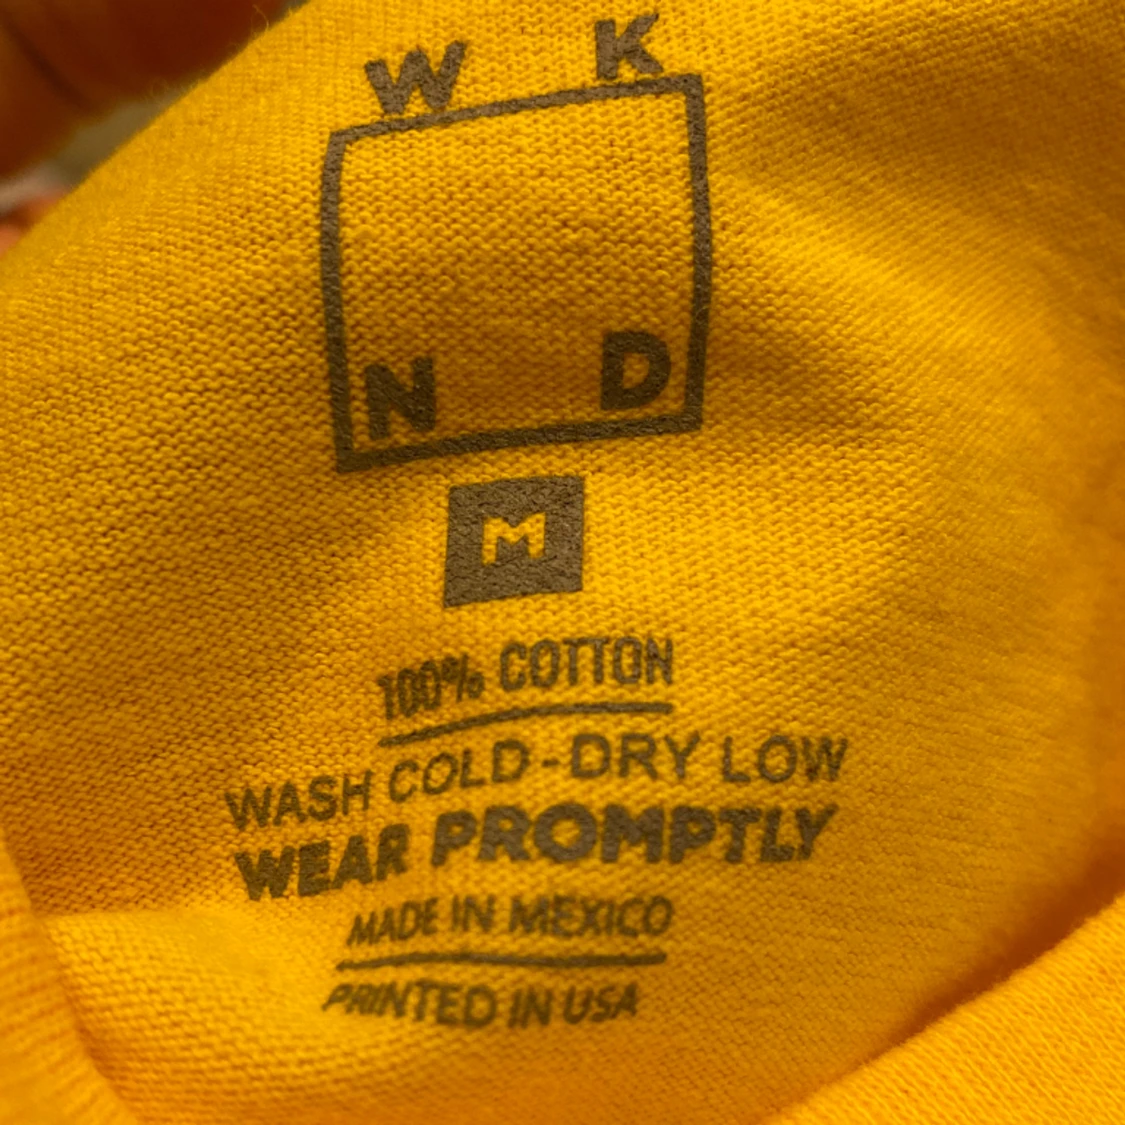 W K
N D
M
100% COTTON
WASH COLD-DRY LOW
WEAR PROMPTLY
MADE IN MEXICO
PRINTED IN USA